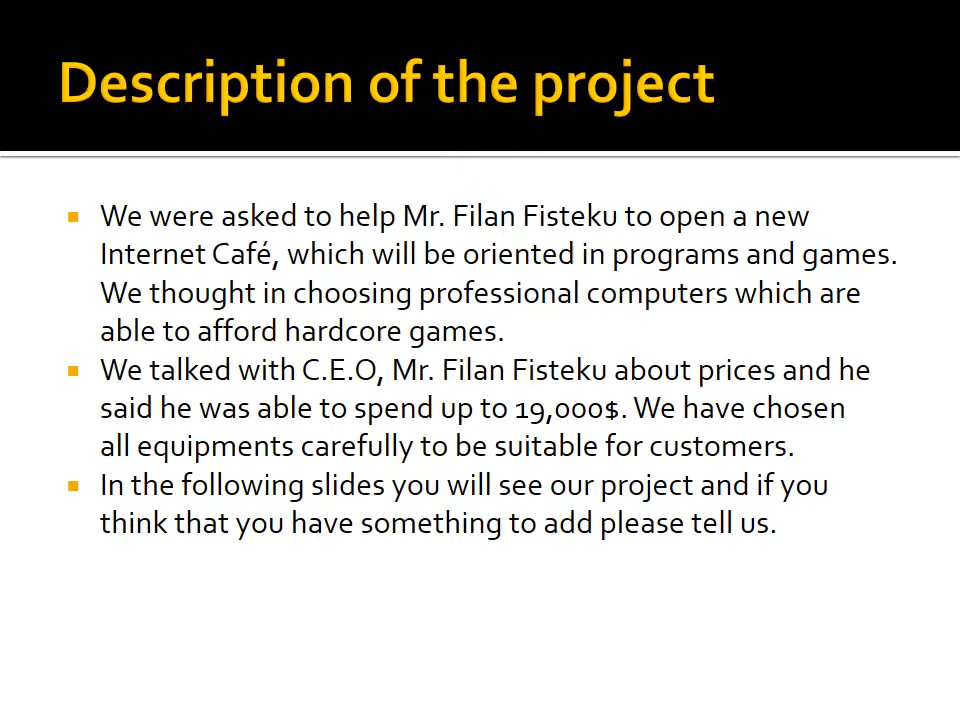 Description of the project
We were asked to help Mr. Filan Fisteku to open a new
Internet Café, which will be oriented in programs and games.
We thought in choosing professional computers which are
able to afford hardcore games.
We talked with C.E.O, Mr. Filan Fisteku about prices and he
said he was able to spend up to 19,000$. We have chosen
all equipments carefully to be suitable for customers.
In the following slides you will see our project and if you
think that you have something to add please tell us.